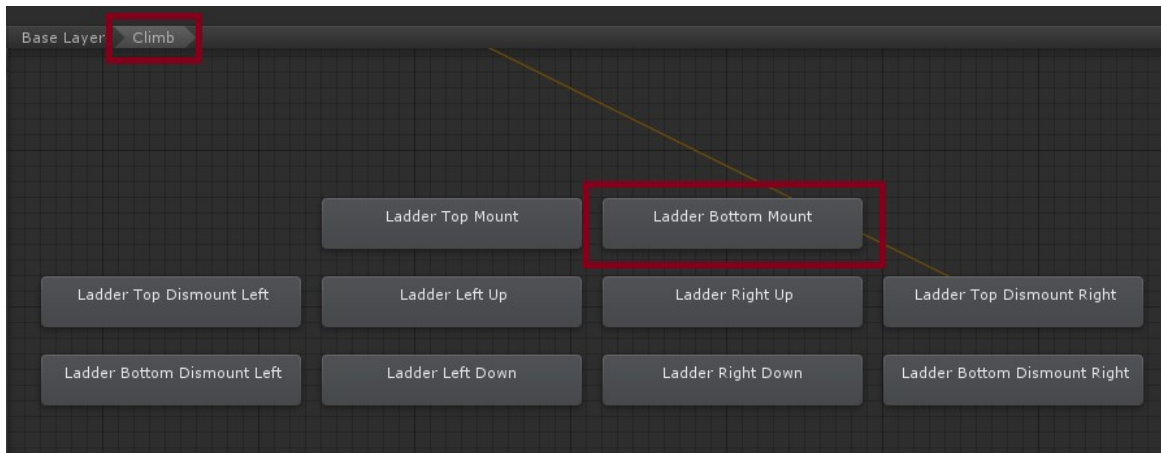 Base Layer
Climb
Ladder Top Mount
Ladder Bottom Mount
Ladder Top Dismount Left
Ladder Left Up
Ladder Right Up
Ladder Top Dismount Right
Ladder Bottom Dismount Left
Ladder Left Down
Ladder Right Down
Ladder Bottom Dismount Right